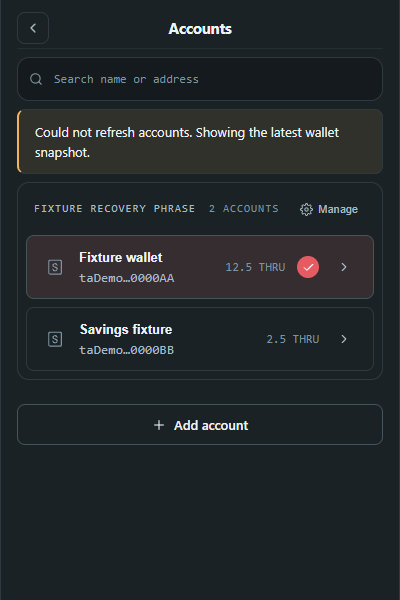 Accounts
Search name or address
Could not refresh accounts. Showing the latest wallet
snapshot.
FIXTURE RECOVERY PHRASE 2 ACCOUNTS Manage
Fixture wallet
taDemo…0000AA
12.5 THRU
Savings fixture
taDemo…0000BB
2.5 THRU
Add account